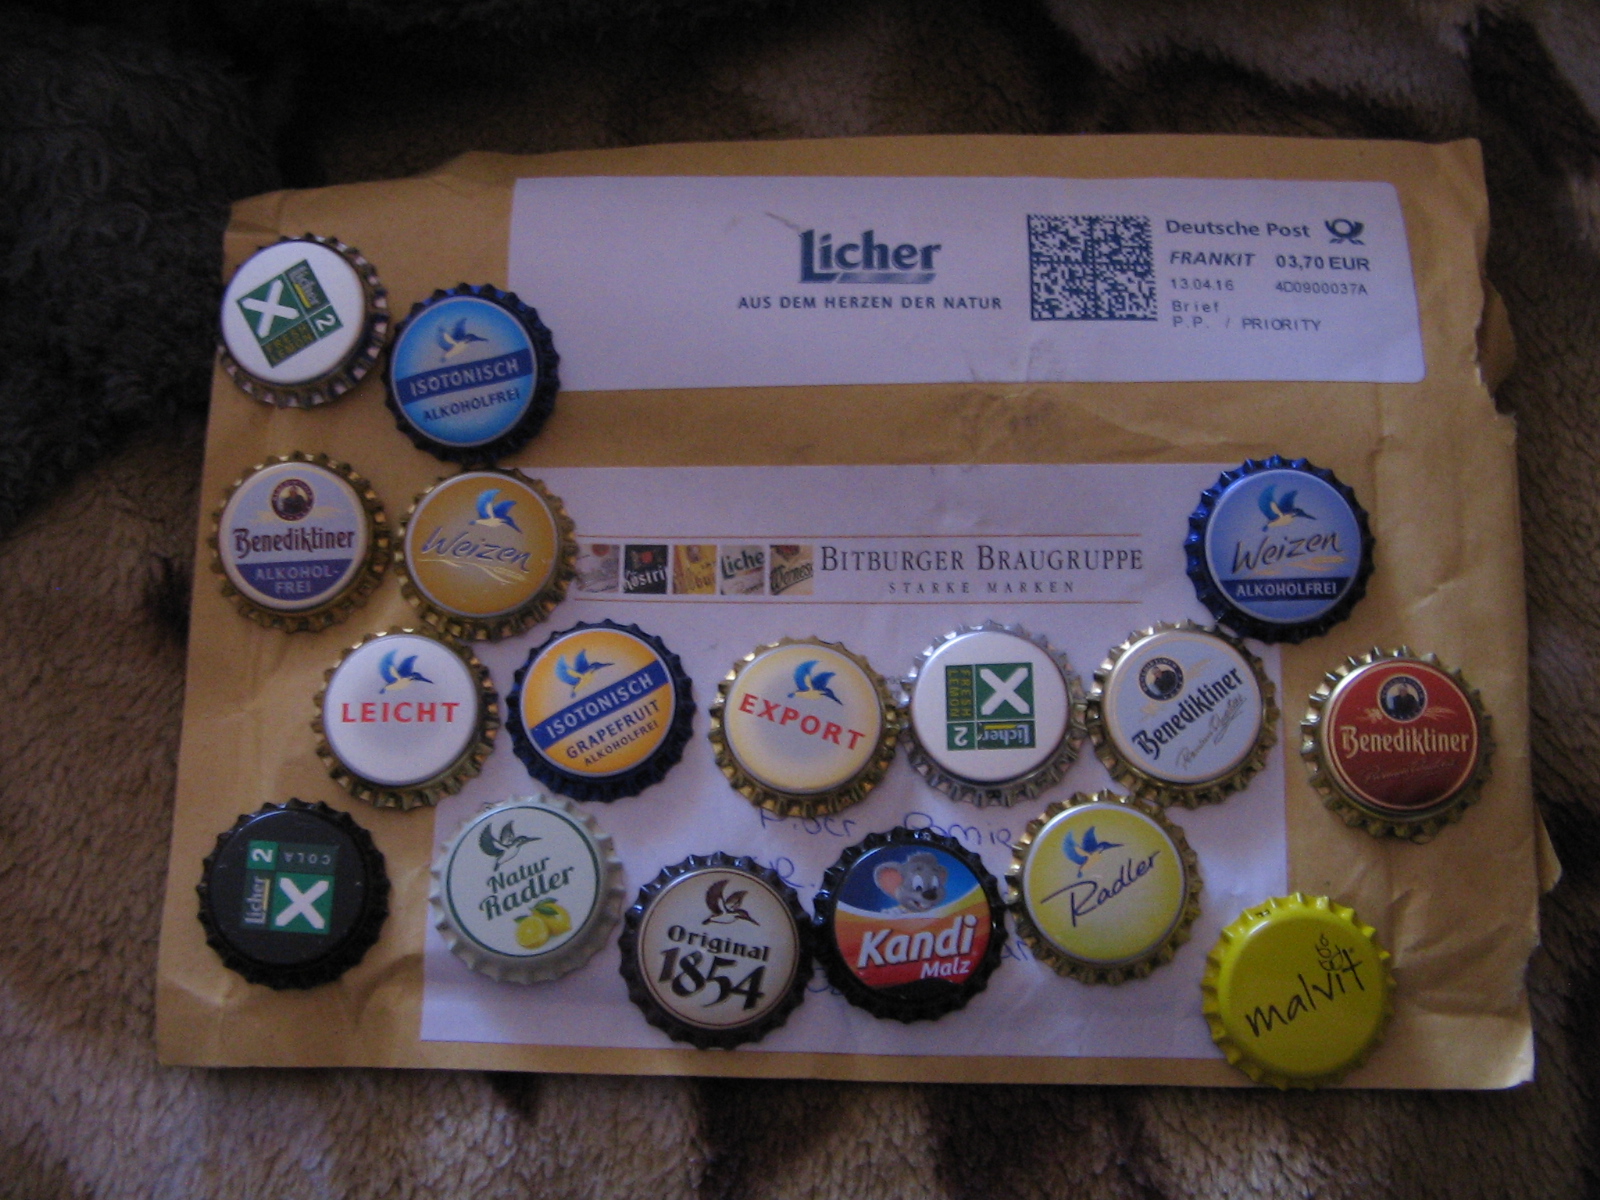 Licher
AUS DEM HERZEN DER NATUR
Deutsche Post
FRANKIT 03,70 EUR
13.04.16 4D0900037A
Brief
P.P. / PRIORITY
Licher
X 2
FRESH
LEMON
ISOTONISCH
ALKOHOLFREI
Benediktiner
ALKOHOL-
FREI
Weizen
Köstri
Liche
BITBURGER BRAUGRUPPE
STARKE MARKEN
Weizen
ALKOHOLFREI
LEICHT
ISOTONISCH
GRAPEFRUIT
ALKOHOLFREI
EXPORT
FRESH
LEMON
X
Licher 2
Benediktiner
Benediktiner
Licher 2
X COLA
Natur
Radler
Original
1854
Kandi
Malz
Radler
malvit